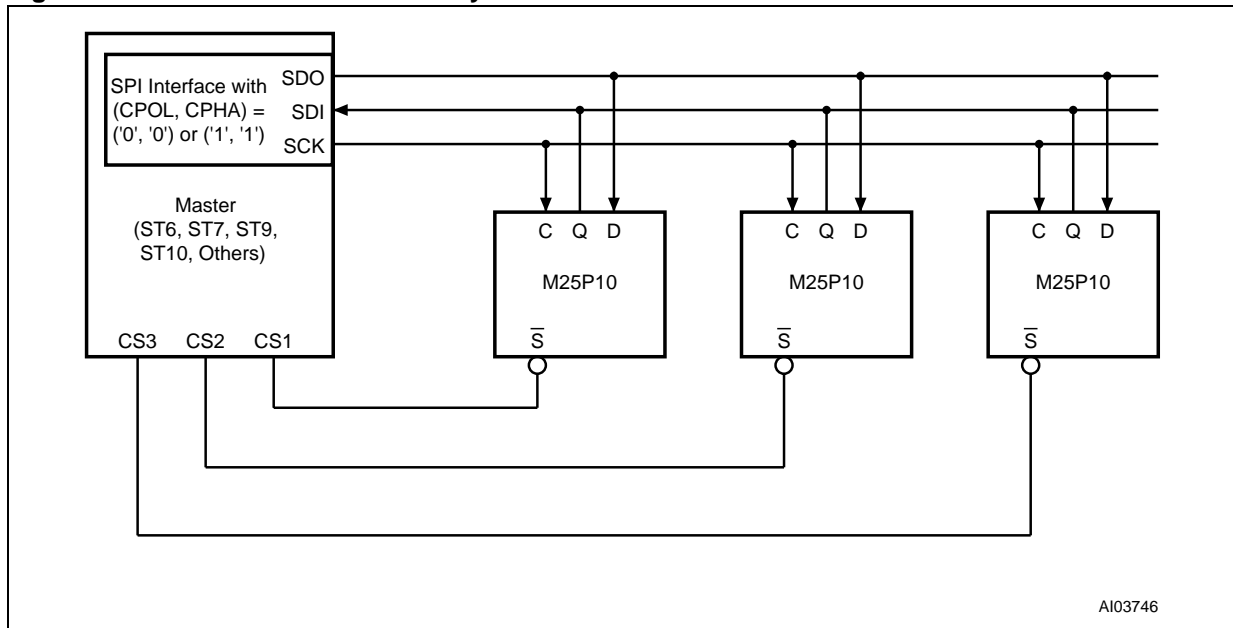 SPI Interface with
(CPOL, CPHA) =
('0', '0') or ('1', '1')
SDO
SDI
SCK
Master
(ST6, ST7, ST9,
ST10, Others)
CS3 CS2 CS1
C Q D
M25P10
S̅
C Q D
M25P10
S̅
C Q D
M25P10
S̅
AI03746